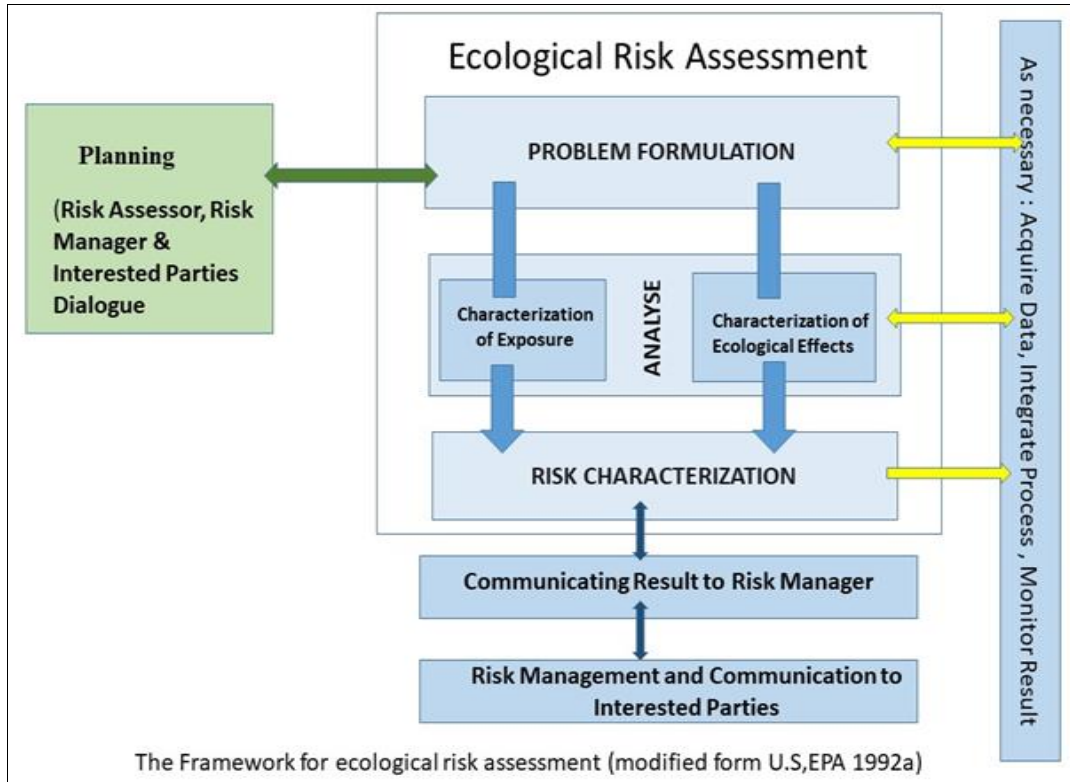 Ecological Risk Assessment
Planning
(Risk Assessor, Risk
Manager &
Interested Parties
Dialogue
PROBLEM FORMULATION
Characterization
of Exposure
ANALYSE
Characterization of
Ecological Effects
RISK CHARACTERIZATION
Communicating Result to Risk Manager
Risk Management and Communication to
Interested Parties
As necessary : Acquire Data, Integrate Process , Monitor Result
The Framework for ecological risk assessment (modified form U.S,EPA 1992a)